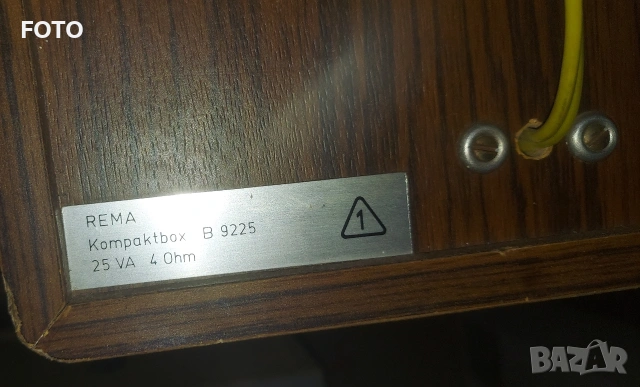 FOTO
REMA
Kompaktbox B 9225
25 VA 4 Ohm
1
BAZAR